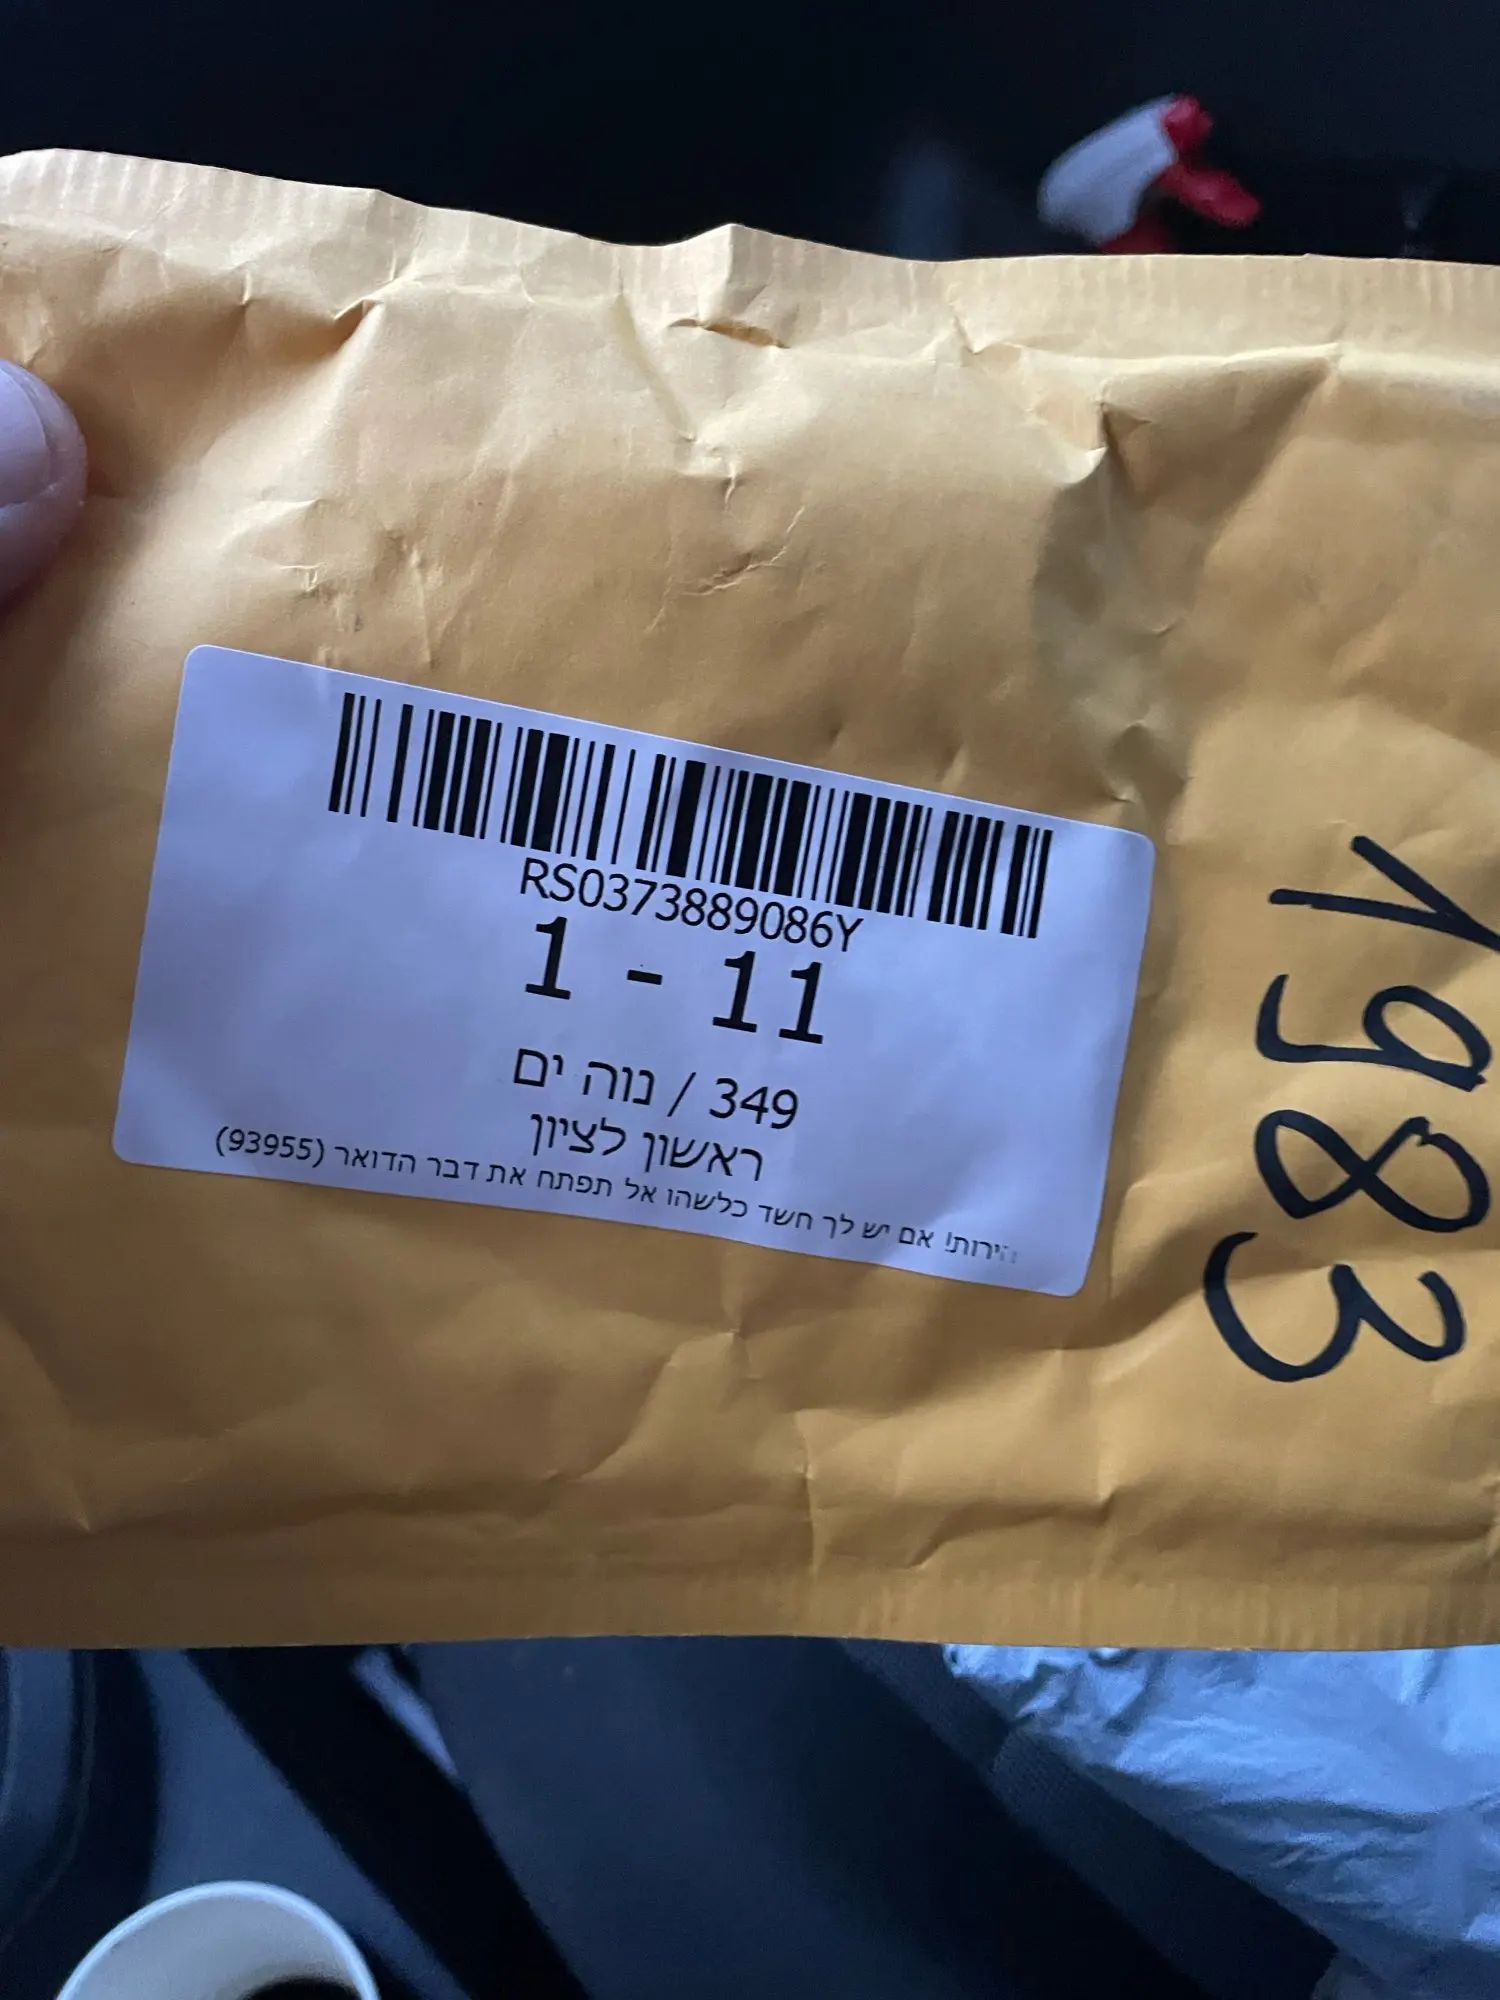 RS0373889086Y
1 - 11
349 / נוה ים
ראשון לציון
זהירות! אם יש לך חשד כלשהו אל תפתח את דבר הדואר (93955)
1983